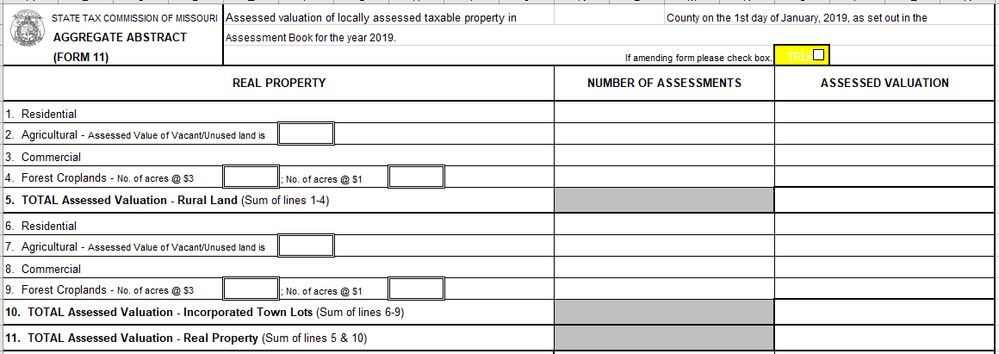 STATE TAX COMMISSION OF MISSOURI
AGGREGATE ABSTRACT
(FORM 11)
Assessed valuation of locally assessed taxable property in County on the 1st day of January, 2019, as set out in the
Assessment Book for the year 2019.
If amending form please check box.
REAL PROPERTY NUMBER OF ASSESSMENTS ASSESSED VALUATION
1. Residential
2. Agricultural - Assessed Value of Vacant/Unused land is
3. Commercial
4. Forest Croplands - No. of acres @ $3 ; No. of acres @ $1
5. TOTAL Assessed Valuation - Rural Land (Sum of lines 1-4)
6. Residential
7. Agricultural - Assessed Value of Vacant/Unused land is
8. Commercial
9. Forest Croplands - No. of acres @ $3 ; No. of acres @ $1
10. TOTAL Assessed Valuation - Incorporated Town Lots (Sum of lines 6-9)
11. TOTAL Assessed Valuation - Real Property (Sum of lines 5 & 10)